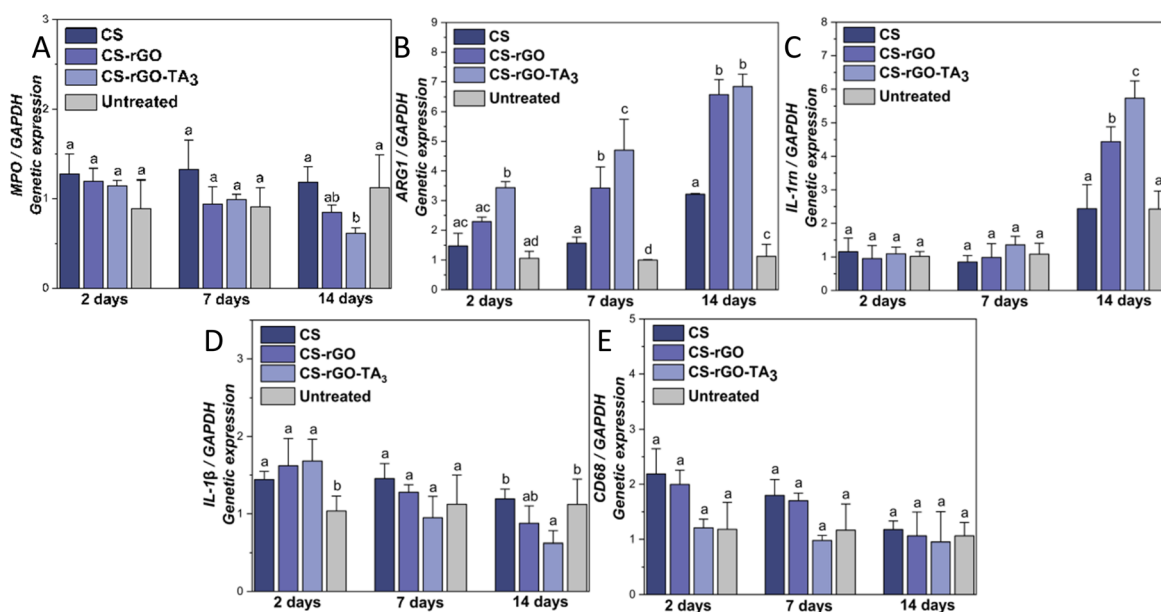 A
MPO / GAPDH
Genetic expression
3
2
1
0
CS
CS-rGO
CS-rGO-TA3
Untreated
a a a a
a a a a
a ab b a
2 days 7 days 14 days
B
ARG1 / GAPDH
Genetic expression
9
8
7
6
5
4
3
2
1
0
CS
CS-rGO
CS-rGO-TA3
Untreated
ac ac b ad
a b c d
a b b c
2 days 7 days 14 days
C
IL-1rn / GAPDH
Genetic expression
9
8
7
6
5
4
3
2
1
0
CS
CS-rGO
CS-rGO-TA3
Untreated
a a a a
a a a a
a b c a
2 days 7 days 14 days
D
IL-1β / GAPDH
Genetic expression
3
2
1
0
CS
CS-rGO
CS-rGO-TA3
Untreated
a a a b
a a a a
b ab a b
2 days 7 days 14 days
E
CD68 / GAPDH
Genetic expression
5
4
3
2
1
0
CS
CS-rGO
CS-rGO-TA3
Untreated
a a a a
a a a a
a a a a
2 days 7 days 14 days